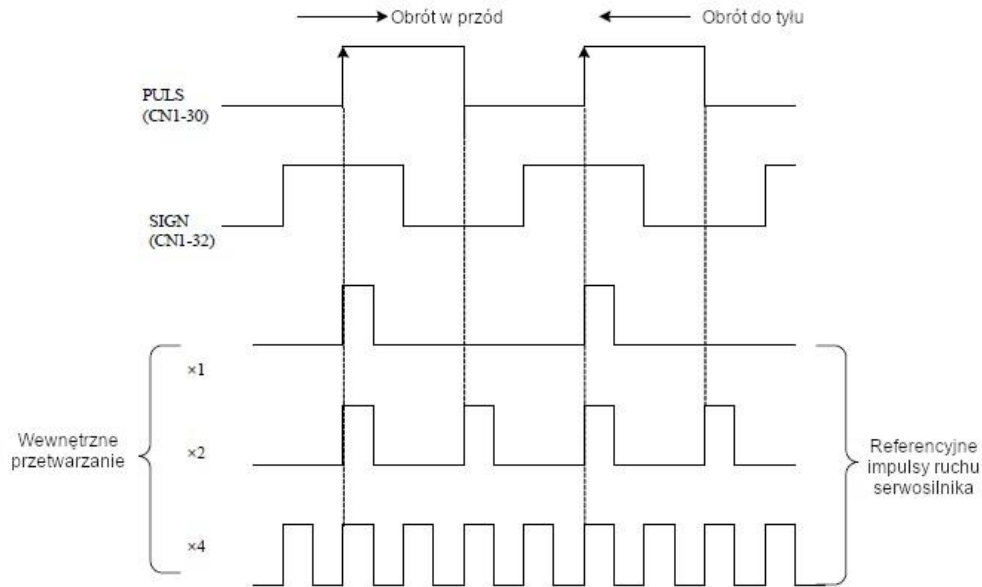 Obrót w przód
Obrót do tyłu
PULS
(CN1-30)
SIGN
(CN1-32)
×1
Wewnętrzne
przetwarzanie
×2
Referencyjne
impulsy ruchu
serwosilnika
×4